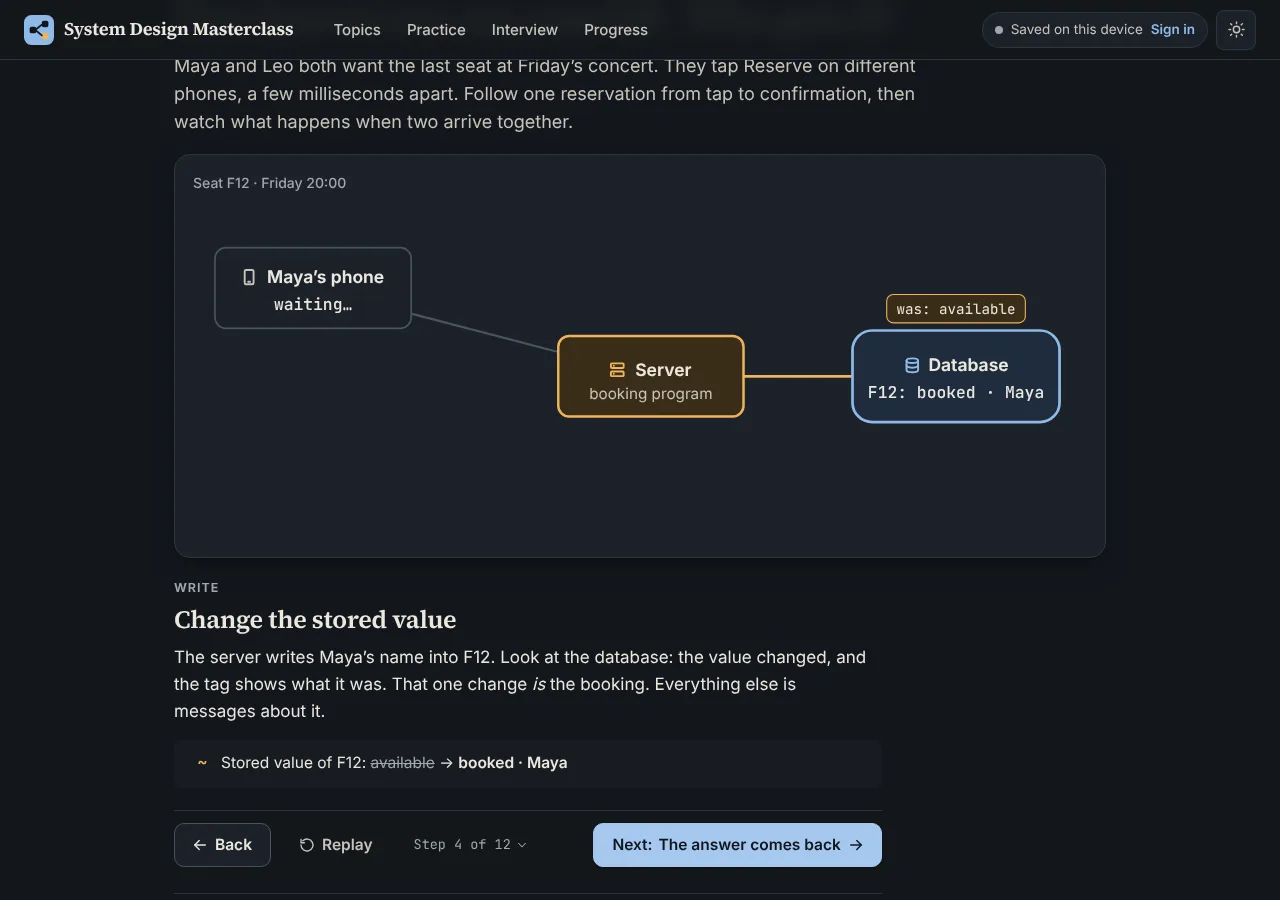 System Design Masterclass
Topics
Practice
Interview
Progress
Saved on this device
Sign in
Maya and Leo both want the last seat at Friday’s concert. They tap Reserve on different
phones, a few milliseconds apart. Follow one reservation from tap to confirmation, then
watch what happens when two arrive together.
Seat F12 · Friday 20:00
Maya’s phone
waiting…
was: available
Server
booking program
Database
F12: booked · Maya
WRITE
Change the stored value
The server writes Maya’s name into F12. Look at the database: the value changed, and
the tag shows what it was. That one change is the booking. Everything else is
messages about it.
~ Stored value of F12: available → booked · Maya
← Back
Replay
Step 4 of 12
Next: The answer comes back →